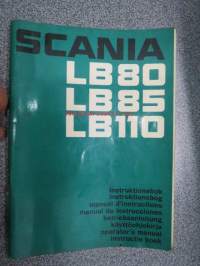 SCANIA
LB80
LB85
LB110
instruktionsbok
instruktionsbog
manuel d'instructions
manual de instrucciones
betriebsanleitung
käyttöohjekirja
operator's manual
instructie boek